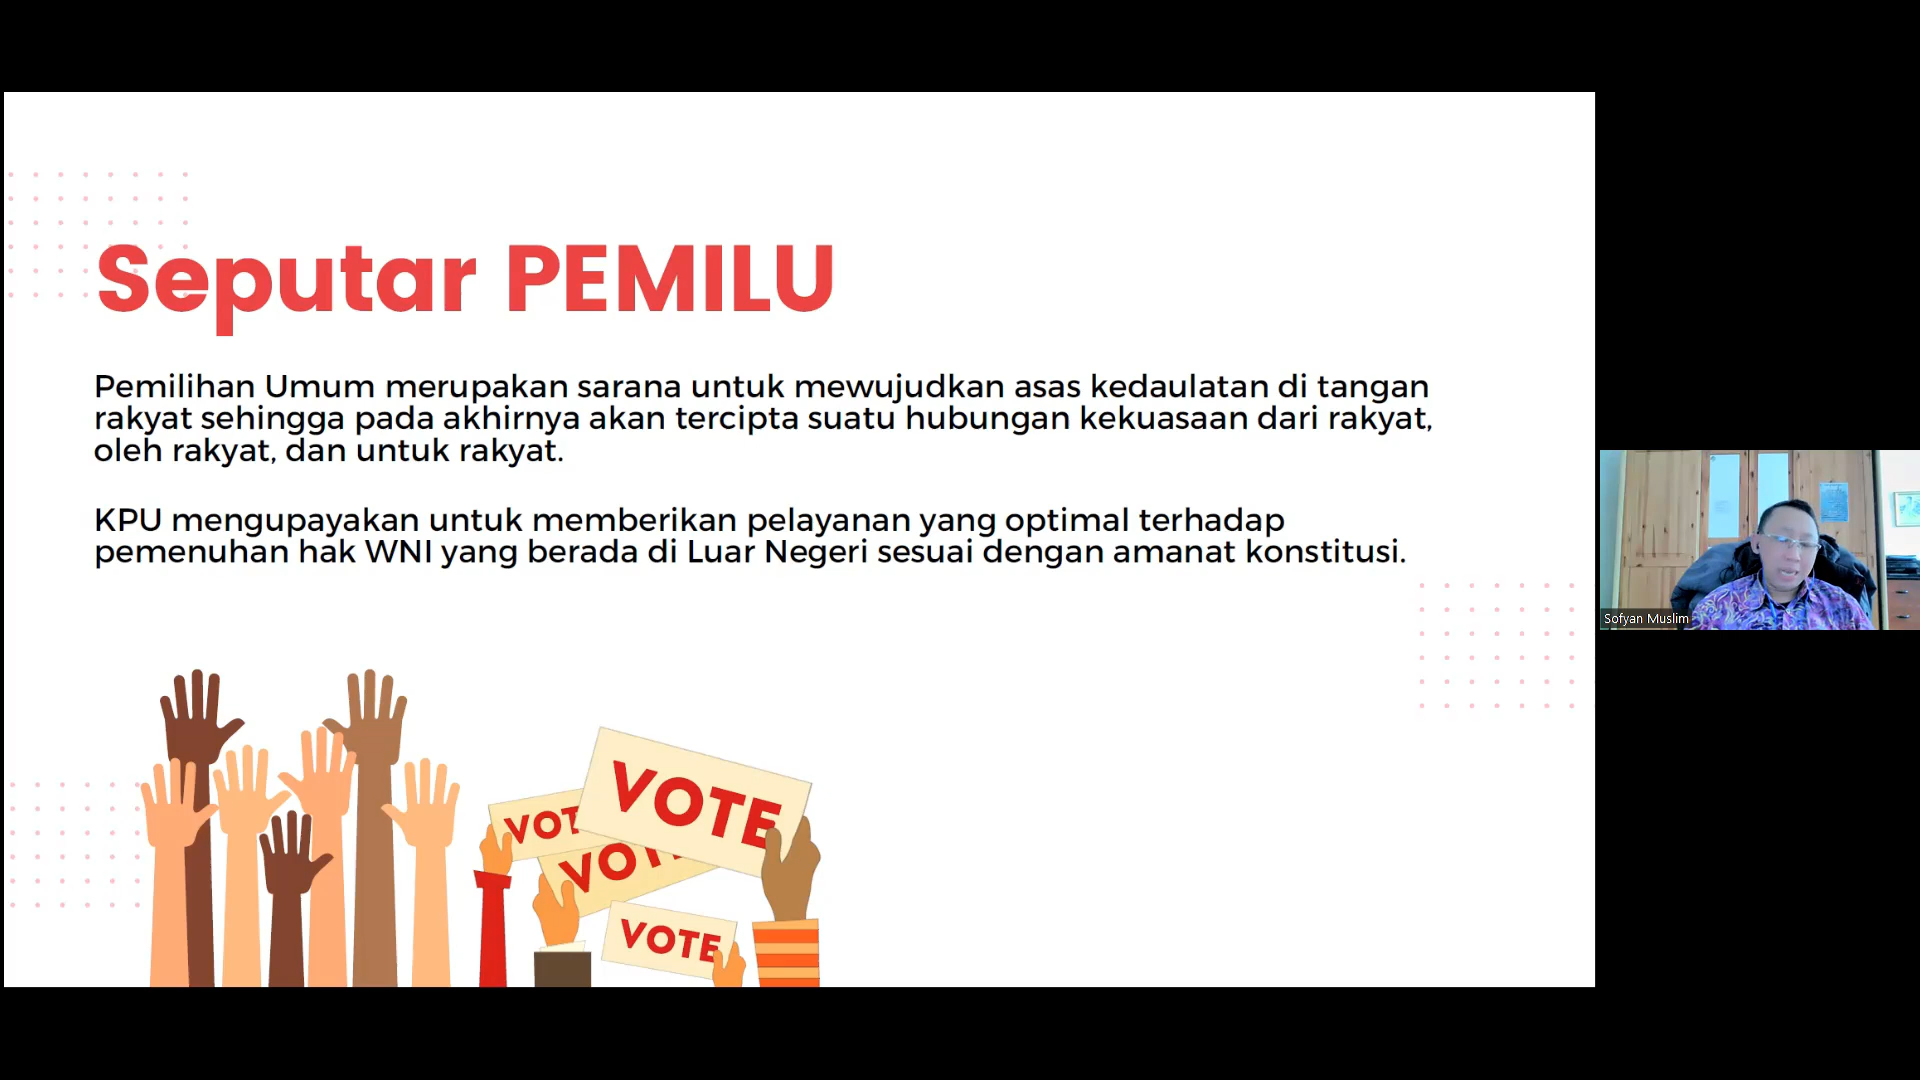 Seputar PEMILU
Pemilihan Umum merupakan sarana untuk mewujudkan asas kedaulatan di tangan
rakyat sehingga pada akhirnya akan tercipta suatu hubungan kekuasaan dari rakyat,
oleh rakyat, dan untuk rakyat.
KPU mengupayakan untuk memberikan pelayanan yang optimal terhadap
pemenuhan hak WNI yang berada di Luar Negeri sesuai dengan amanat konstitusi.
Sofyan Muslim
VOTE
VOT
VOTE
VOTE